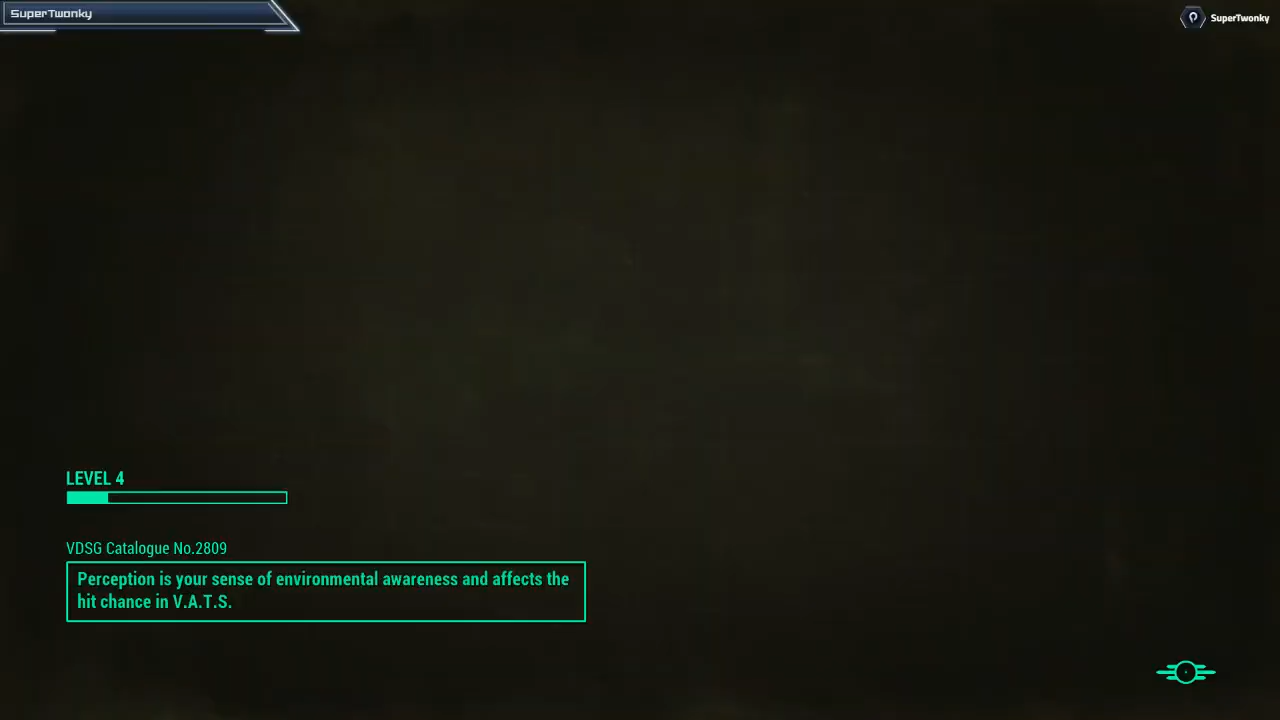 SuperTwonky
SuperTwonky
LEVEL 4
VDSG Catalogue No.2809
Perception is your sense of environmental awareness and affects the
hit chance in V.A.T.S.